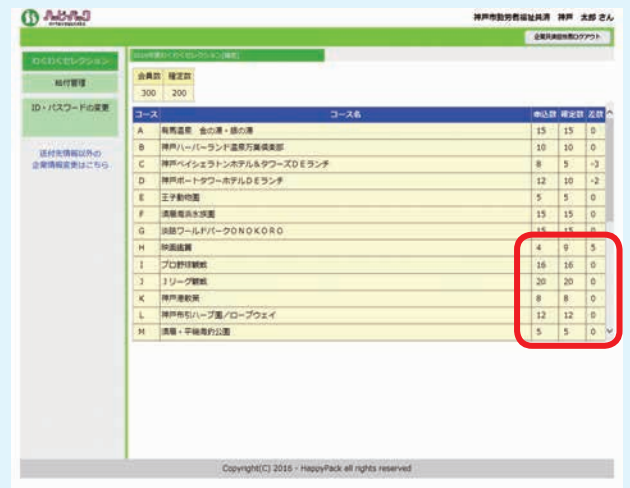 ハッピーパック
神戸市勤労者福祉共済 神戸 太郎 さん
わくわくセレクション
給付管理
ID・パスワードの変更
送付先情報以外の
企業情報変更はこちら
会員数 確定数
300 200
コース コース名 申込数 確定数 差数
A 有馬温泉 金の湯・銀の湯 15 15 0
B 神戸ハーバーランド温泉万葉倶楽部 10 10 0
C 神戸ベイシェラトンホテル&タワーズDEランチ 8 5 -3
D 神戸ポートタワーホテルDEランチ 12 10 -2
E 王子動物園 5 5 0
F 須磨海浜水族園 15 15 0
G 淡路ワールドパークONOKORO 15 15 0
H 映画鑑賞 4 9 5
I プロ野球観戦 16 16 0
J Jリーグ観戦 20 20 0
K 神戸港散策 8 8 0
L 神戸布引ハーブ園/ロープウェイ 12 12 0
M 須磨・平磯海釣公園 5 5 0
Copyright(C) 2016 - HappyPack all rights reserved